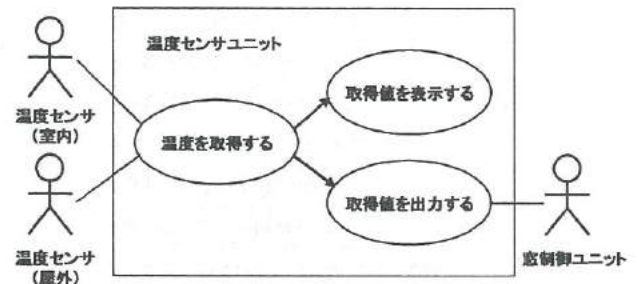 温度センサユニット
温度センサ
(室内)
取得値を表示する
温度を取得する
取得値を出力する
温度センサ
(屋外)
窓制御ユニット